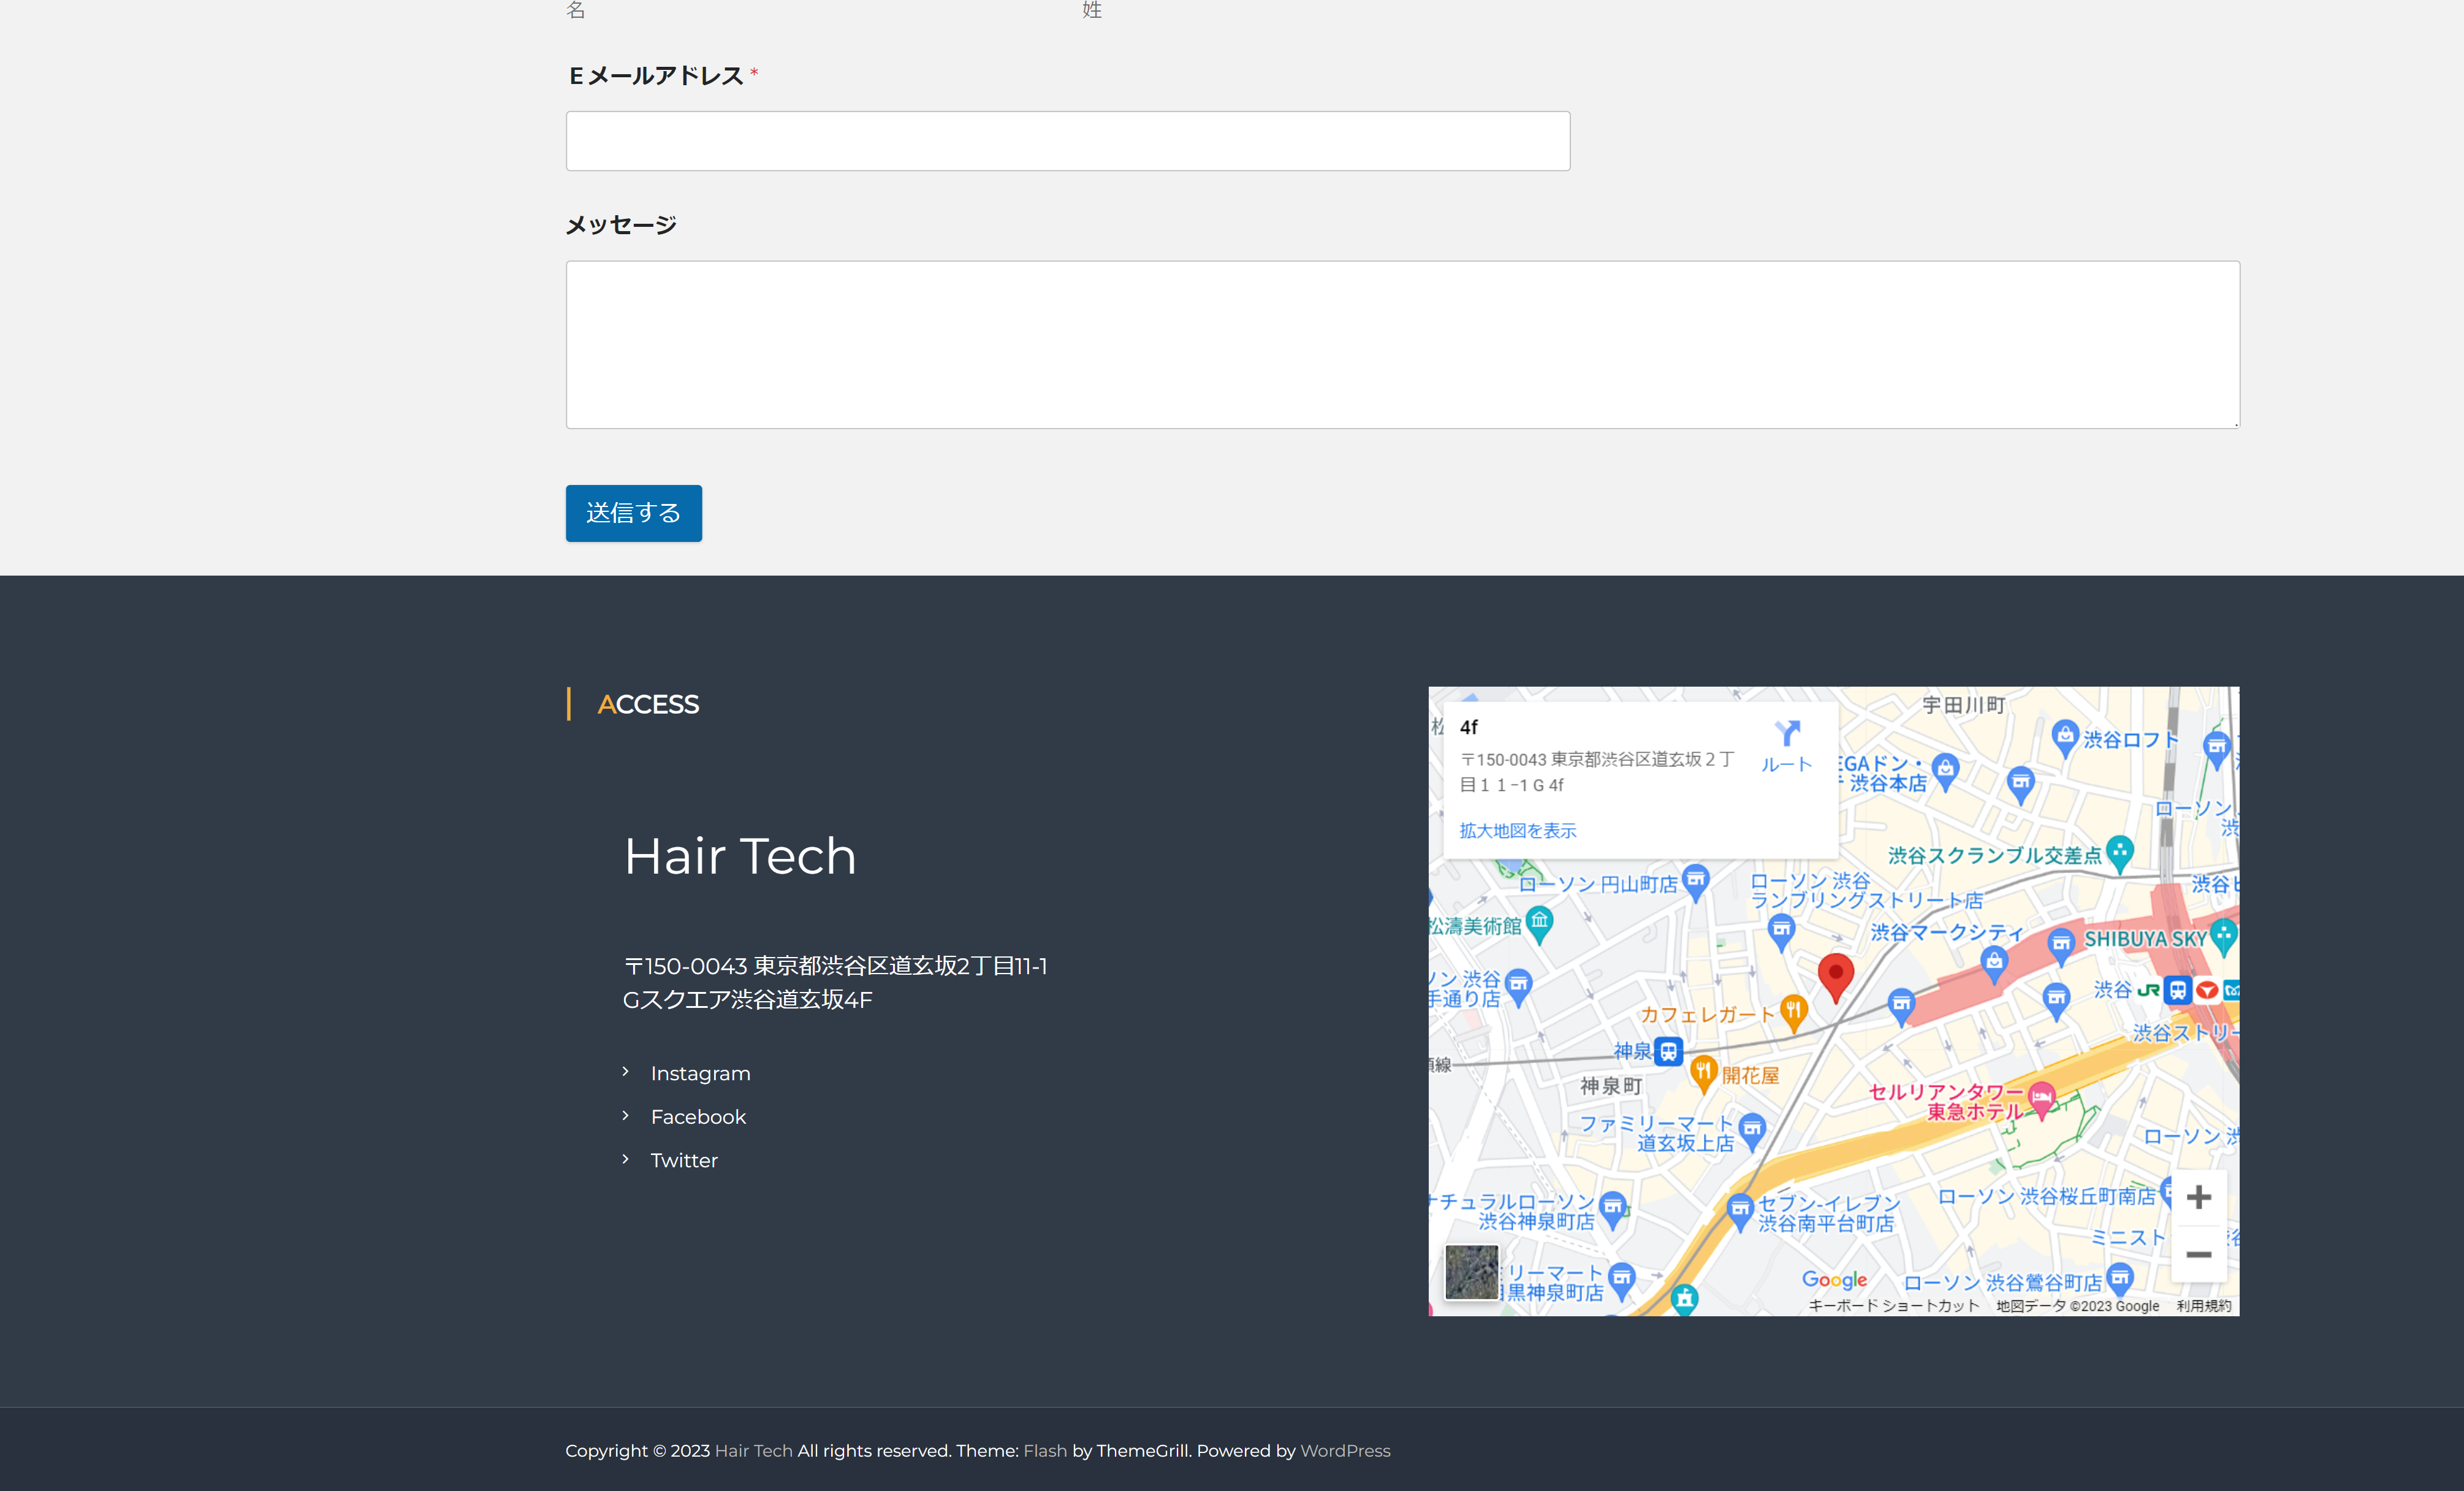 名 姓
Eメールアドレス *
メッセージ
送信する
ACCESS
Hair Tech
〒150-0043 東京都渋谷区道玄坂2丁目11-1
Gスクエア渋谷道玄坂4F
Instagram
Facebook
Twitter
4f
〒150-0043 東京都渋谷区道玄坂２丁
目１１−1 G 4f
ルート
拡大地図を表示
宇田川町
渋谷ロフト
EGAドン・
渋谷本店
ローソン
渋
渋谷スクランブル交差点
ローソン 円山町店
ローソン 渋谷
ランブリングストリート店
松濤美術館
渋谷マークシティ
SHIBUYA SKY
ソン 渋谷
手通り店
渋谷 JR
カフェレガート
渋谷ストリー
神泉
開花屋
神泉町
セルリアンタワー
東急ホテル
ファミリーマート
道玄坂上店
ローソン 渋
ナチュラルローソン
渋谷神泉町店
セブン-イレブン
渋谷南平台町店
ローソン 渋谷桜丘町南店
ミニスト
リーマート
黒神泉町店
Google
ローソン 渋谷鶯谷町店
キーボード ショートカット 地図データ ©2023 Google 利用規約
Copyright © 2023 Hair Tech All rights reserved. Theme: Flash by ThemeGrill. Powered by WordPress